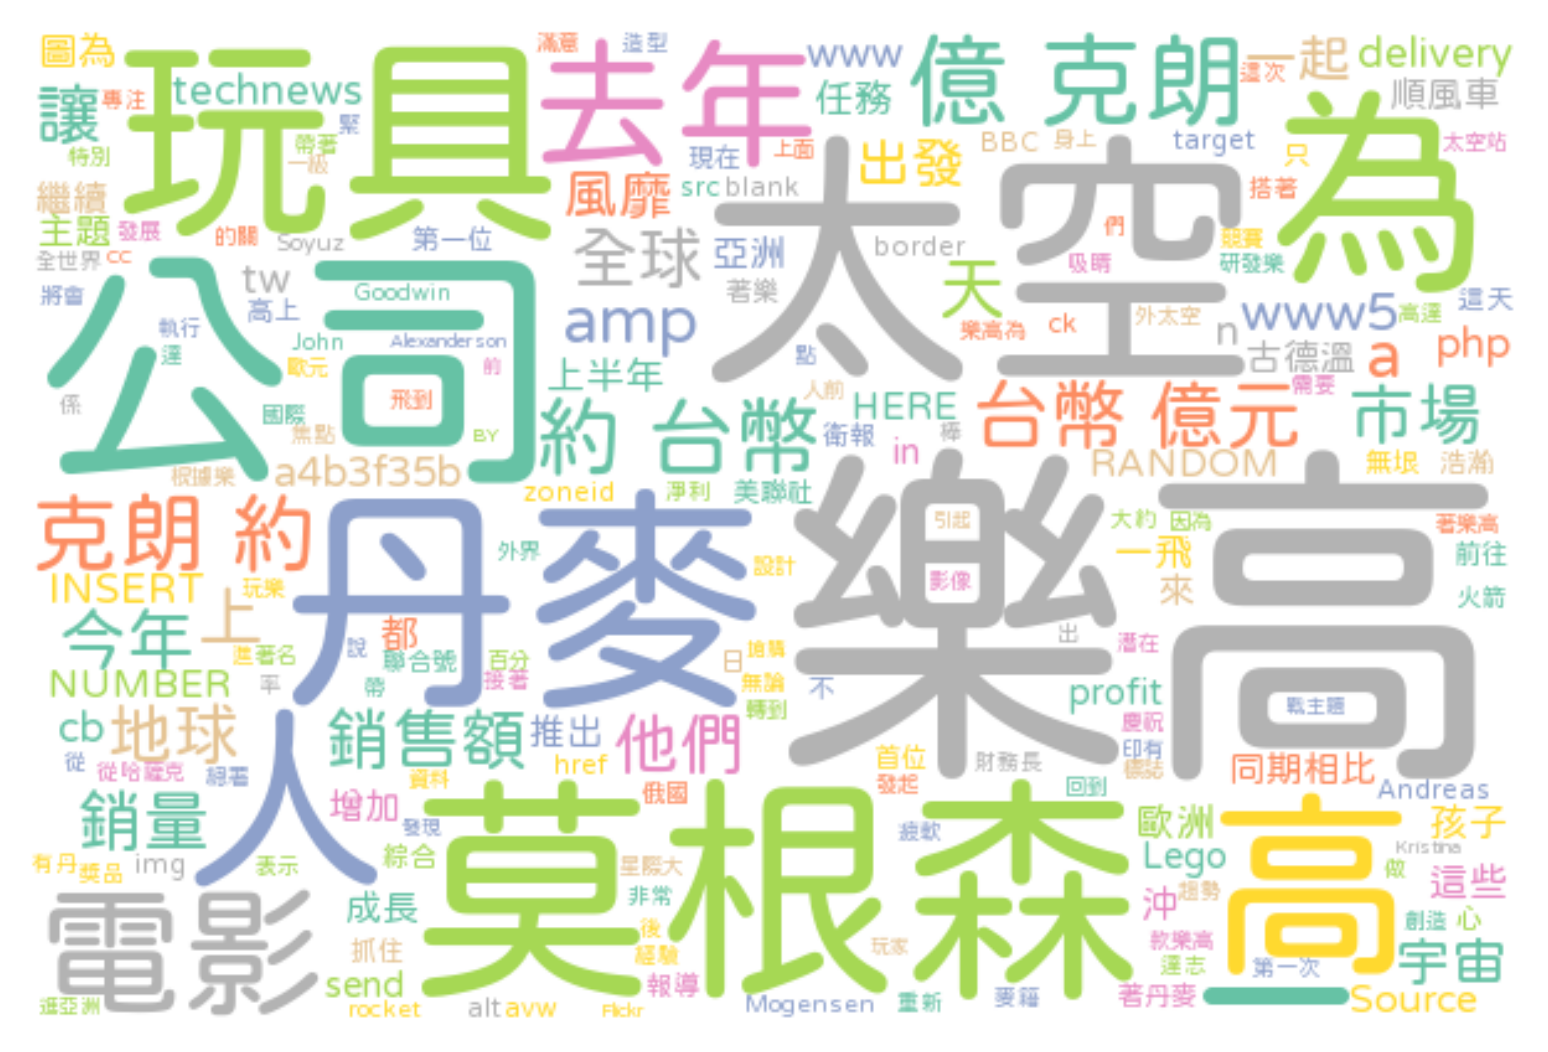 圖為
玩具
去年
滿意
造型
www
億 克朗
這次
一起
delivery
讓
專注
technews
緊
任務
順風車
特別
帶著
一級
現在
上面
出發
BBC
身上
target
只
為
太空站
繼續
風靡
src
blank
太空
搭著
主題
發展
的關
Soyuz
第一位
全球
亞洲
border
們
競賽
全世界
cc
公司
tw
Goodwin
著樂
天
吸睛
研發樂
將會
高上
amp
樂高為
ck
外太空
n
www5
高達
這天
執行
達
John
Alexanderson
點
古德溫
a
php
歐元
前
上半年
人前
需要
係
飛到
約 台幣
HERE
台幣 億元
市場
國際
焦點
BY
衛報
in
棒
根據樂
a4b3f35b
zoneid
淨利
美聯社
RANDOM
無垠
浩瀚
克朗 約
丹麥
樂高
引起
大約
因為
著樂高
外界
設計
影像
一飛
前往
INSERT
玩樂
來
火箭
今年
上
都
出
潛在
進
著名
說
聯合號
百分
日
搶購
NUMBER
率
帶
接著
無論
不
profit
戰主題
轉到
cb
地球
人
銷售額
推出
他們
慶祝
從
從哈薩克
總著
資料
href
首位
財務長
印有
標誌
同期相比
銷量
增加
俄國
發起
回到
Andreas
發現
莫根森
疲軟
歐洲
高
孩子
有丹
獎品
img
表示
綜合
星際大
Lego
Kristina
做
電影
成長
非常
沖
趨勢
這些
後
創造
心
抓住
經驗
玩家
款樂高
宇宙
send
報導
達志
第一次
進亞洲
rocket
alt
avw
Flickr
Mogensen
重新
麥籍
著丹麥
一
Source